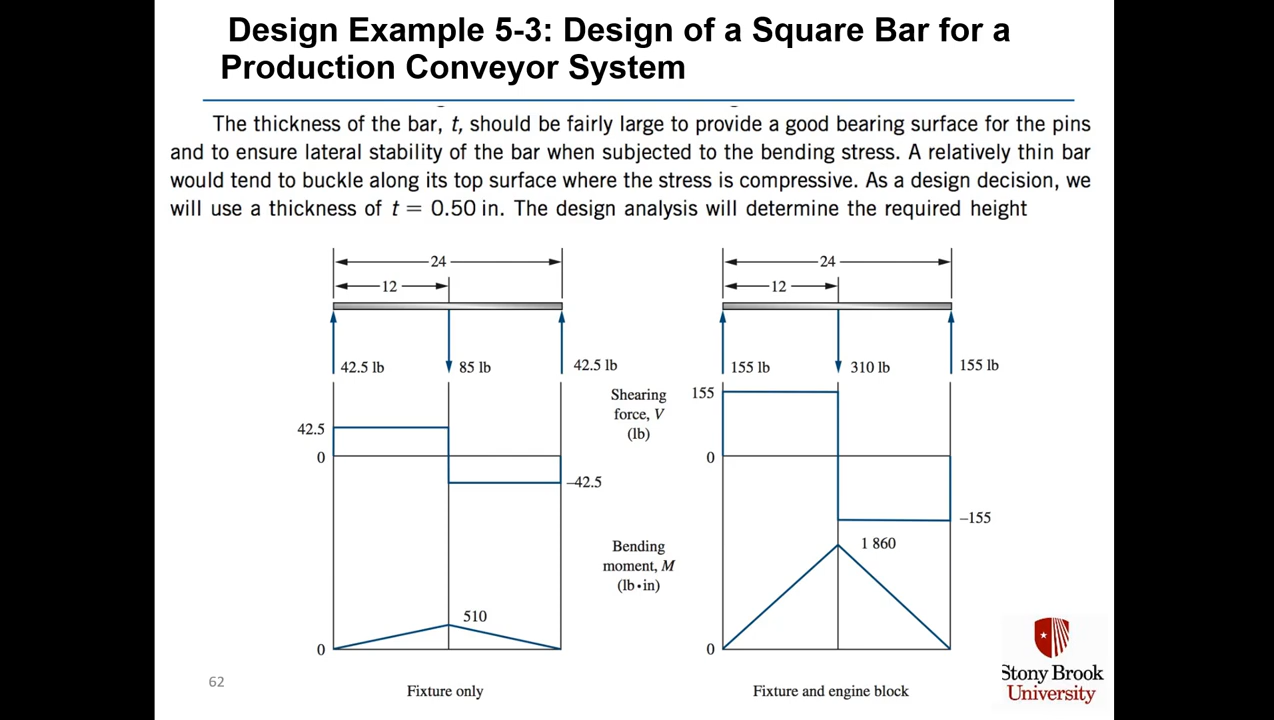 Design Example 5-3: Design of a Square Bar for a
Production Conveyor System
The thickness of the bar, t, should be fairly large to provide a good bearing surface for the pins
and to ensure lateral stability of the bar when subjected to the bending stress. A relatively thin bar
would tend to buckle along its top surface where the stress is compressive. As a design decision, we
will use a thickness of t = 0.50 in. The design analysis will determine the required height
24
12
42.5 lb
85 lb
42.5 lb
42.5
0
–42.5
510
0
Fixture only
Shearing
force, V
(lb)
Bending
moment, M
(lb•in)
24
12
155 lb
310 lb
155 lb
155
0
–155
1 860
0
Fixture and engine block
62
Stony Brook
University